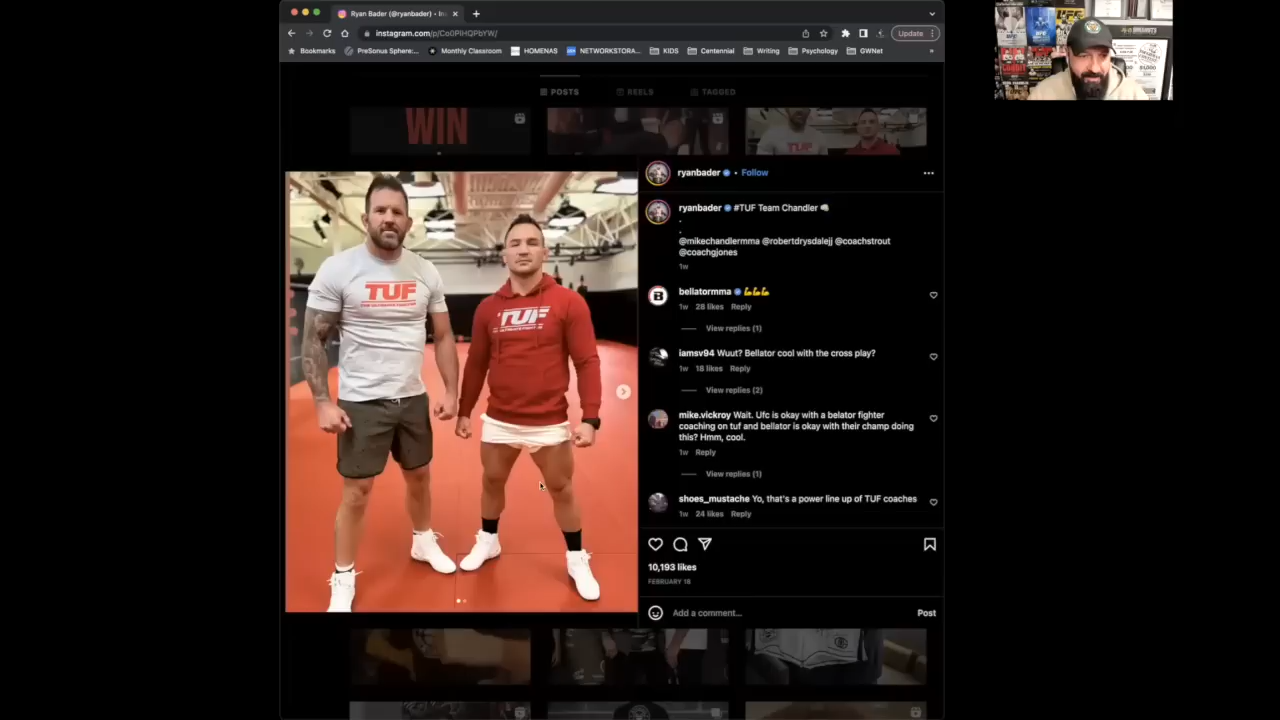 Ryan Bader (@ryanbader) • In
instagram.com/p/Co0PlHQPbYW/
Update
Bookmarks
PreSonus Sphere:...
Monthly Classroom
HOMENAS
NETWORKSTORA...
KIDS
Centennial
Writing
Psychology
GWNet
»
POSTS
REELS
TAGGED
WIN
ryanbader • Follow
ryanbader #TUF Team Chandler 👊
.
.
@mikechandlermma @robertdrysdalejj @coachstrout
@coachgjones
1w
bellatormma 💪💪💪
1w 28 likes Reply
View replies (1)
iamsv94 Wuut? Bellator cool with the cross play?
1w 18 likes Reply
View replies (2)
mike.vickroy Wait. Ufc is okay with a belator fighter
coaching on tuf and bellator is okay with their champ doing
this? Hmm, cool.
1w Reply
View replies (1)
shoes_mustache Yo, that's a power line up of TUF coaches
1w 24 likes Reply
10,193 likes
FEBRUARY 18
Add a comment...
Post
TUF
TUF